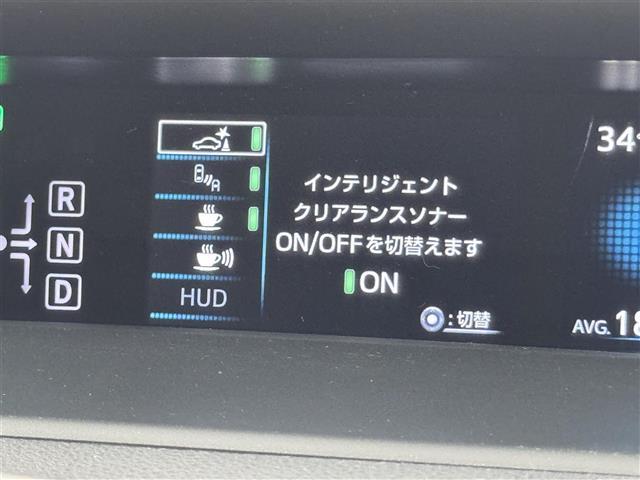 R
N
D
A
HUD
インテリジェント
クリアランスソナー
ON/OFFを切替えます
ON
:切替
AVG.